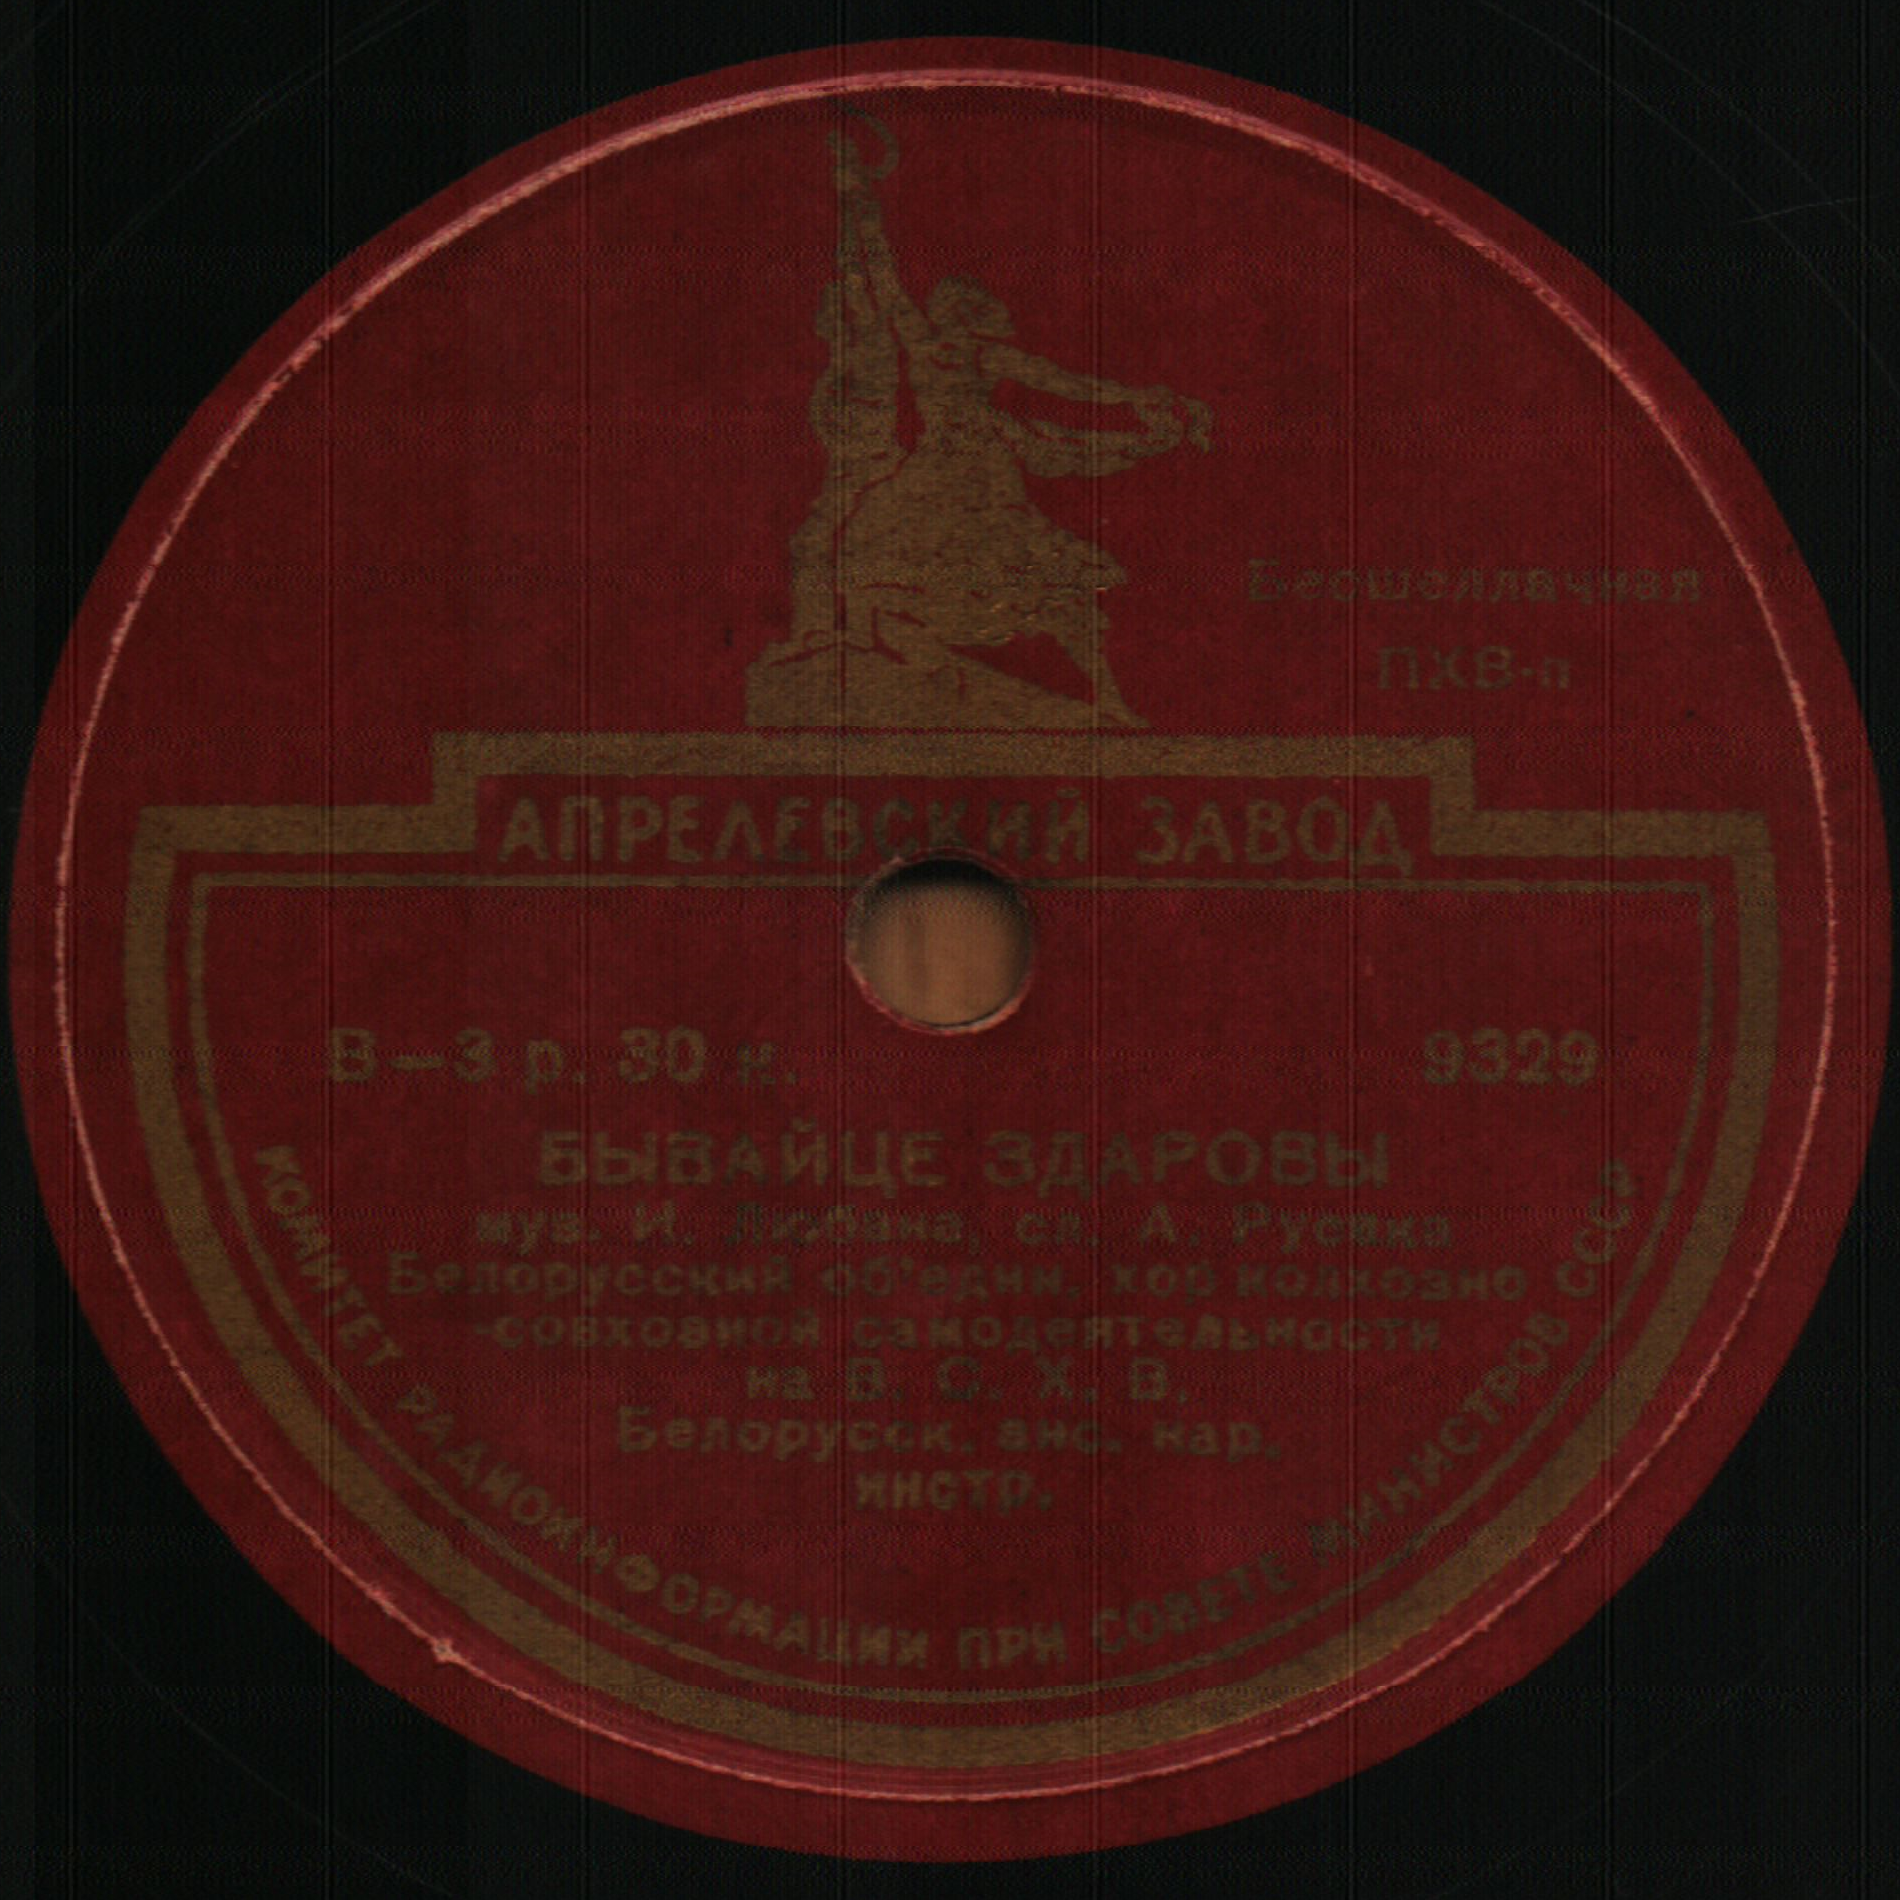 Бесшеллачная
ПХВ-п
АПРЕЛЕВСКИЙ ЗАВОД
В—3 р. 30 к.
9329
БЫВАЙЦЕ ЗДАРОВЫ
муз. И. Любана, сл. А. Русака
Белорусский об'един. хор колхозно
-совхозной самодеятельности
на В. С. Х. В.
Белорусск. анс. нар.
инстр.
КОМИТЕТ РАДИОИНФОРМАЦИИ ПРИ СОВЕТЕ МИНИСТРОВ СССР